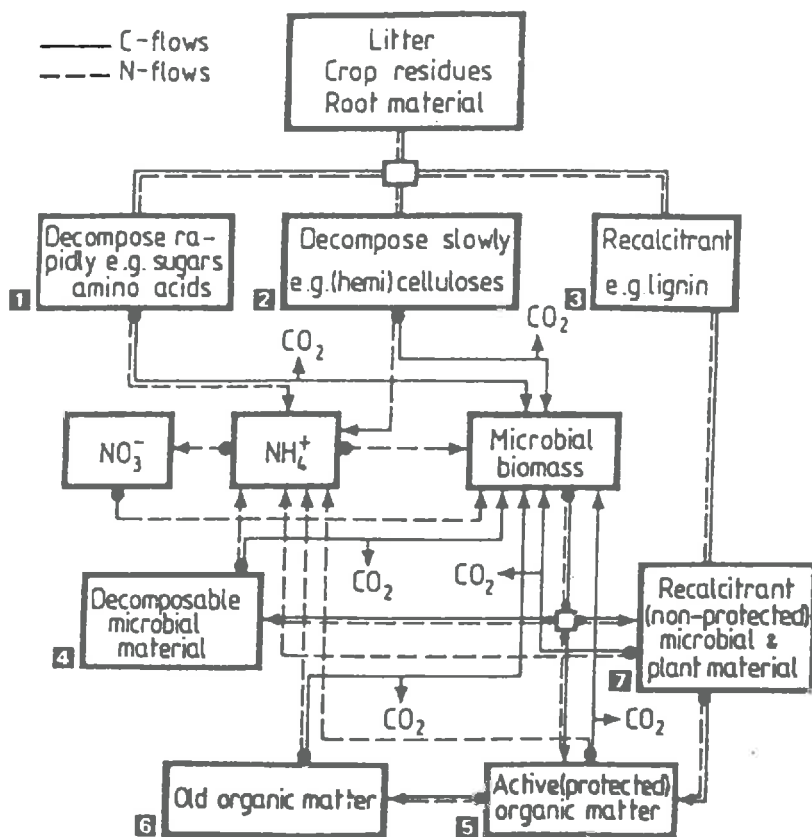 C-flows
N-flows
Litter
Crop residues
Root material
Decompose ra-
pidly e.g. sugars
amino acids
1
Decompose slowly
e.g.(hemi)celluloses
2
Recalcitrant
e.g. lignin
3
CO2
CO2
NO3-
NH4+
Microbial
biomass
CO2
CO2
Decomposable
microbial
material
4
Recalcitrant
(non-protected)
microbial &
plant material
7
CO2
CO2
Old organic matter
6
Active(protected)
organic matter
5